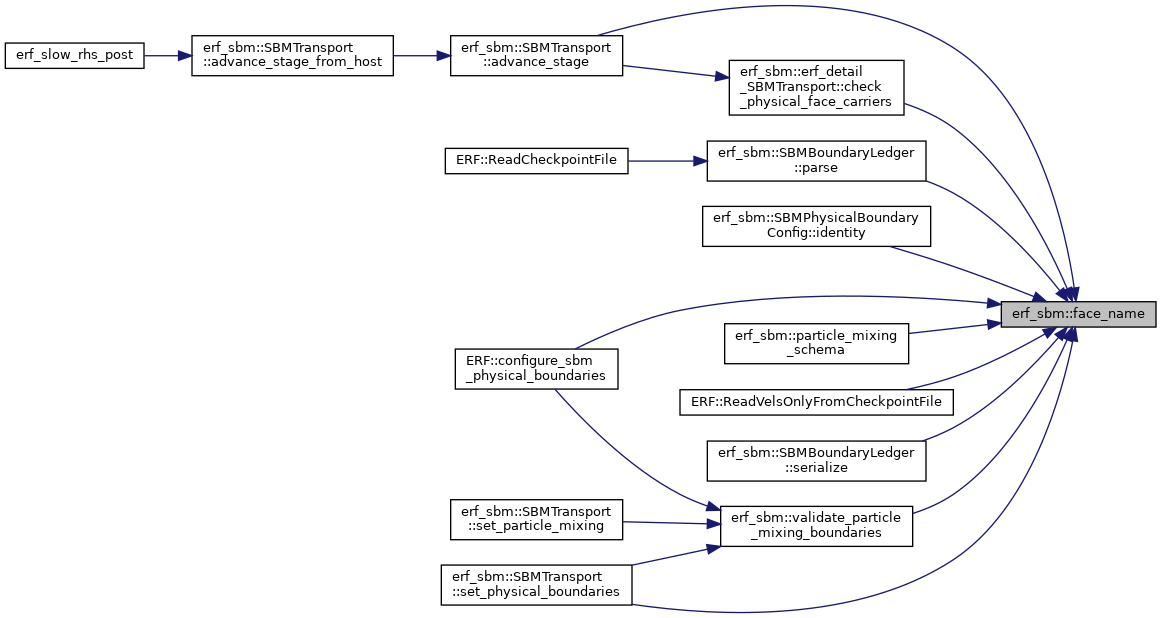 erf_slow_rhs_post
erf_sbm::SBMTransport
::advance_stage_from_host
erf_sbm::SBMTransport
::advance_stage
erf_sbm::erf_detail
_SBMTransport::check
_physical_face_carriers
ERF::ReadCheckpointFile
erf_sbm::SBMBoundaryLedger
::parse
erf_sbm::SBMPhysicalBoundary
Config::identity
erf_sbm::face_name
erf_sbm::particle_mixing
_schema
ERF::configure_sbm
_physical_boundaries
ERF::ReadVelsOnlyFromCheckpointFile
erf_sbm::SBMBoundaryLedger
::serialize
erf_sbm::SBMTransport
::set_particle_mixing
erf_sbm::validate_particle
_mixing_boundaries
erf_sbm::SBMTransport
::set_physical_boundaries